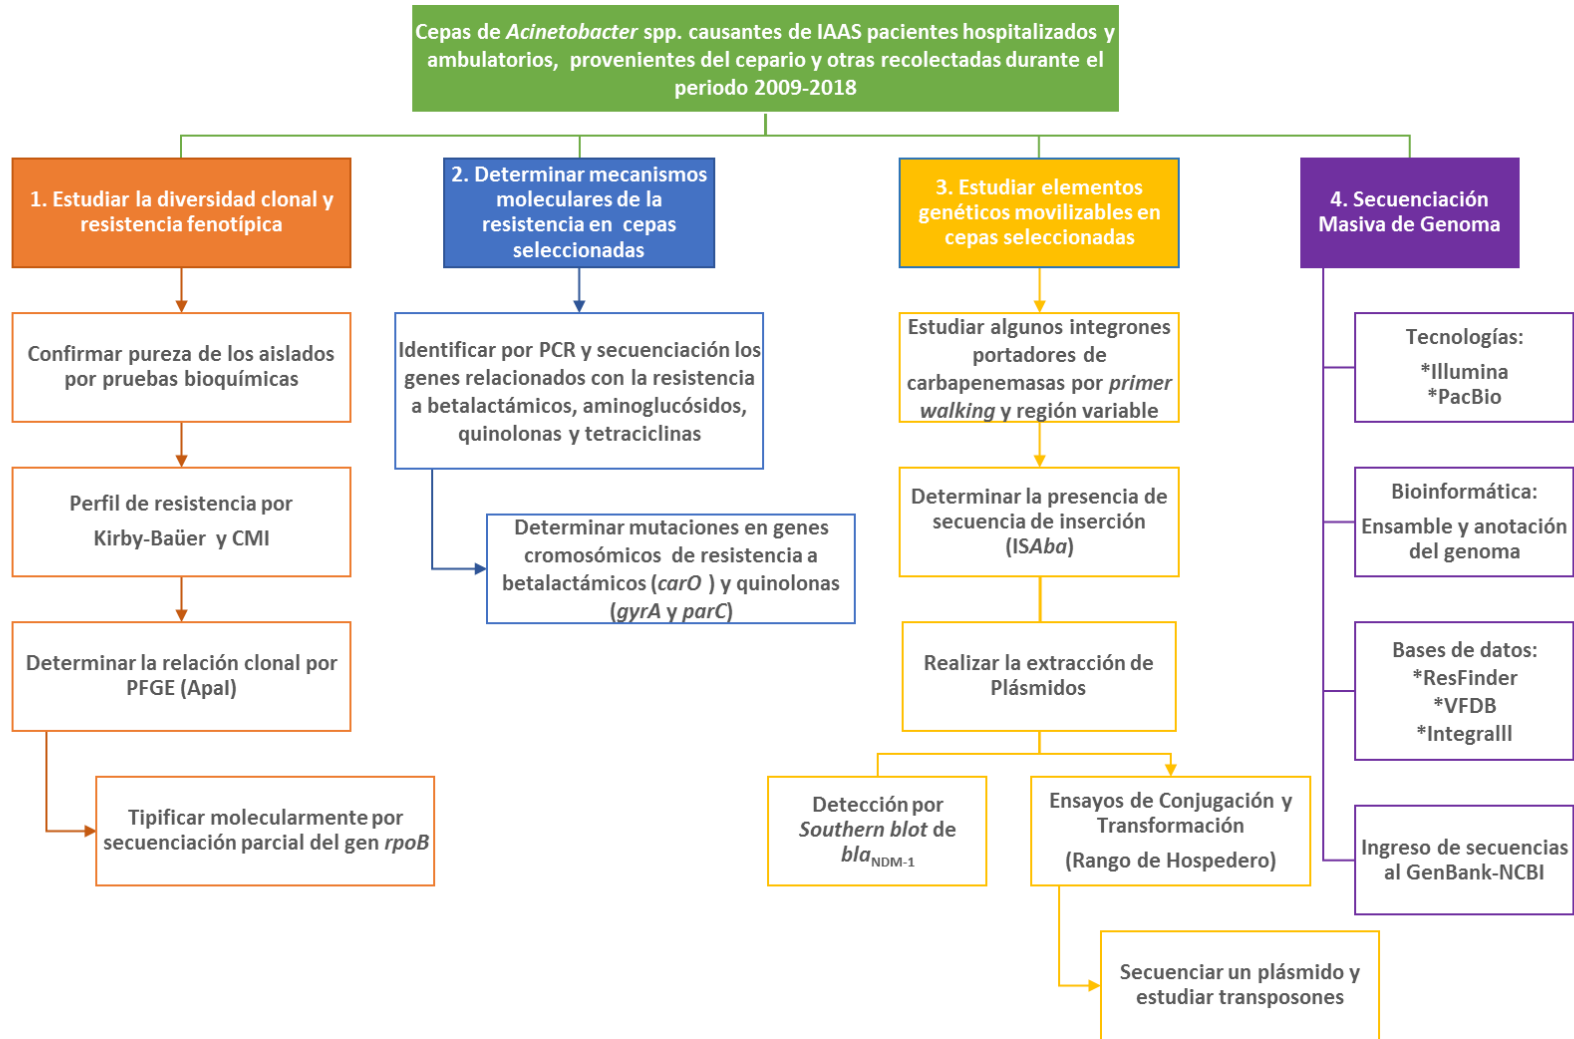 Cepas de Acinetobacter spp. causantes de IAAS pacientes hospitalizados y
ambulatorios, provenientes del cepario y otras recolectadas durante el
periodo 2009-2018
1. Estudiar la diversidad clonal y
resistencia fenotípica
Confirmar pureza de los aislados
por pruebas bioquímicas
Perfil de resistencia por
Kirby-Baüer y CMI
Determinar la relación clonal por
PFGE (ApaI)
Tipificar molecularmente por
secuenciación parcial del gen rpoB
2. Determinar mecanismos
moleculares de la
resistencia en cepas
seleccionadas
Identificar por PCR y secuenciación los
genes relacionados con la resistencia
a betalactámicos, aminoglucósidos,
quinolonas y tetraciclinas
Determinar mutaciones en genes
cromosómicos de resistencia a
betalactámicos (carO ) y quinolonas
(gyrA y parC)
3. Estudiar elementos
genéticos movilizables en
cepas seleccionadas
Estudiar algunos integrones
portadores de
carbapenemasas por primer
walking y región variable
Determinar la presencia de
secuencia de inserción
(ISAba)
Realizar la extracción de
Plásmidos
Detección por
Southern blot de
blaNDM-1
Ensayos de Conjugación y
Transformación
(Rango de Hospedero)
Secuenciar un plásmido y
estudiar transposones
4. Secuenciación
Masiva de Genoma
Tecnologías:
*Illumina
*PacBio
Bioinformática:
Ensamble y anotación
del genoma
Bases de datos:
*ResFinder
*VFDB
*Integralll
Ingreso de secuencias
al GenBank-NCBI